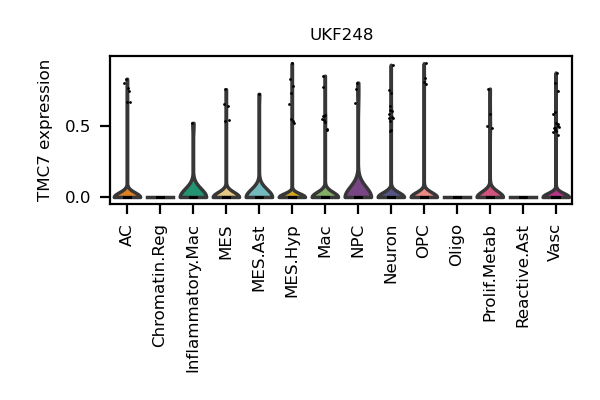 UKF248
TMC7 expression
0.5
0.0
AC
Chromatin.Reg
Inflammatory.Mac
MES
MES.Ast
MES.Hyp
Mac
NPC
Neuron
OPC
Oligo
Prolif.Metab
Reactive.Ast
Vasc